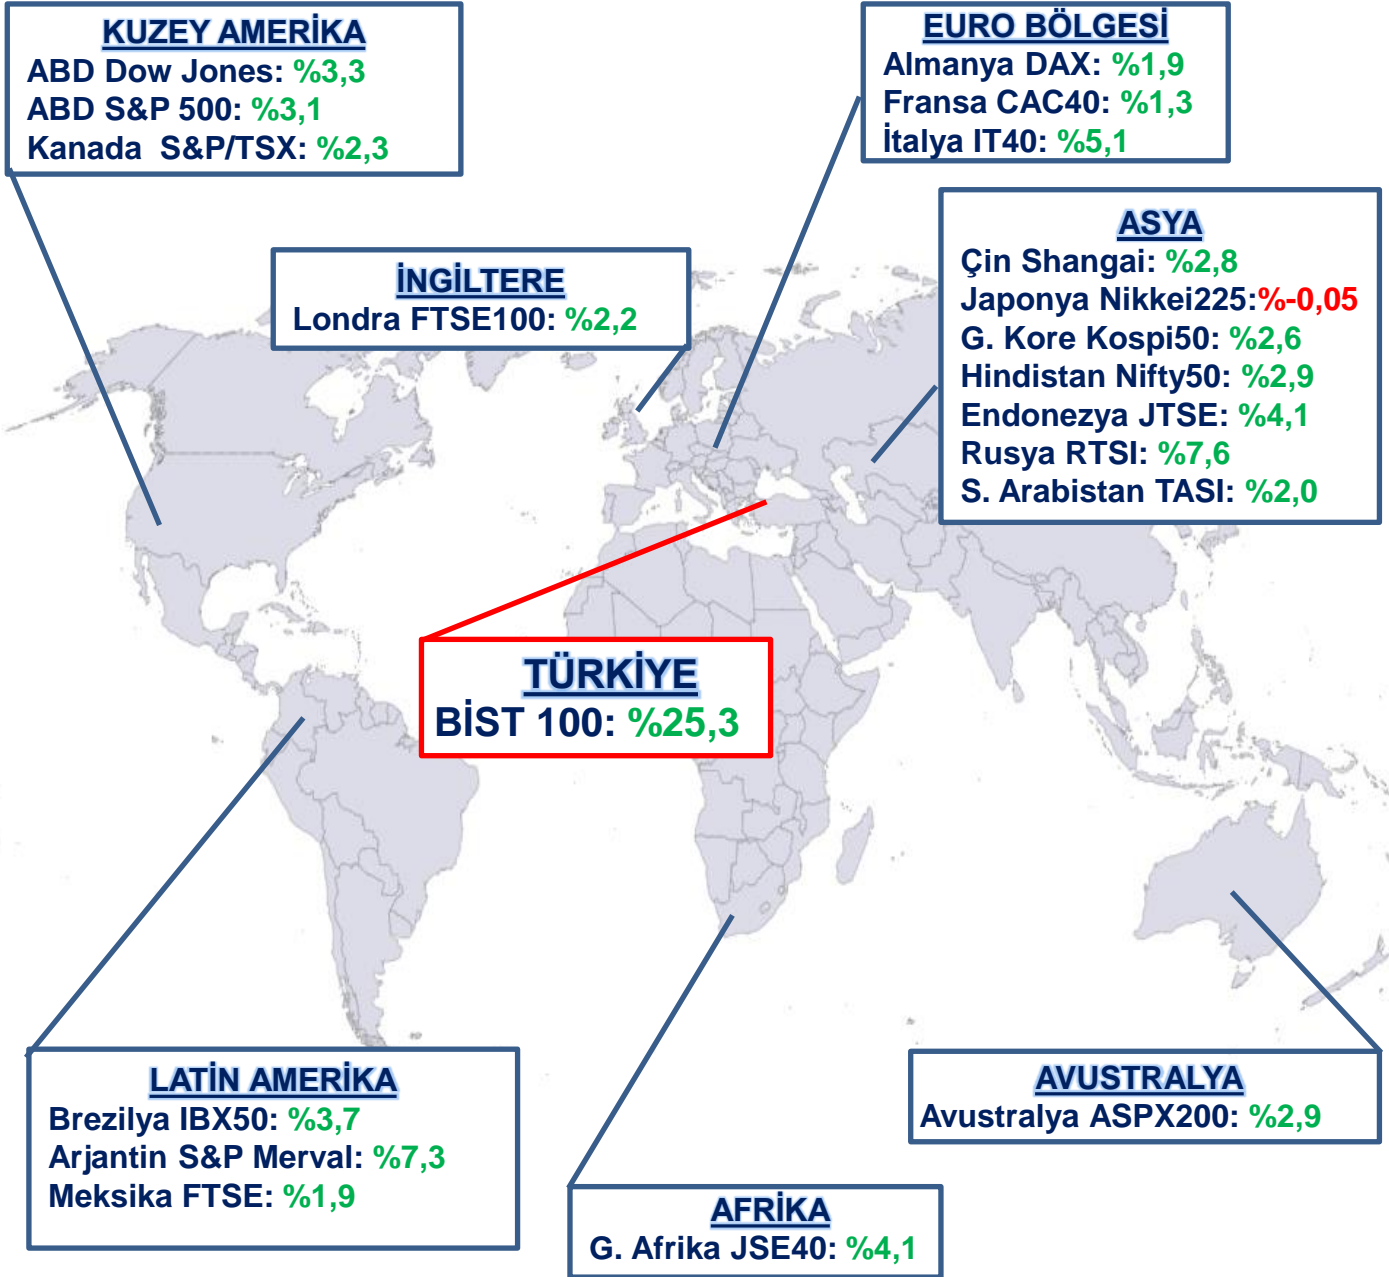 KUZEY AMERİKA
ABD Dow Jones: %3,3
ABD S&P 500: %3,1
Kanada S&P/TSX: %2,3
EURO BÖLGESİ
Almanya DAX: %1,9
Fransa CAC40: %1,3
İtalya IT40: %5,1
ASYA
Çin Shangai: %2,8
Japonya Nikkei225:%-0,05
G. Kore Kospi50: %2,6
Hindistan Nifty50: %2,9
Endonezya JTSE: %4,1
Rusya RTSI: %7,6
S. Arabistan TASI: %2,0
İNGİLTERE
Londra FTSE100: %2,2
TÜRKİYE
BİST 100: %25,3
LATİN AMERİKA
Brezilya IBX50: %3,7
Arjantin S&P Merval: %7,3
Meksika FTSE: %1,9
AVUSTRALYA
Avustralya ASPX200: %2,9
AFRİKA
G. Afrika JSE40: %4,1